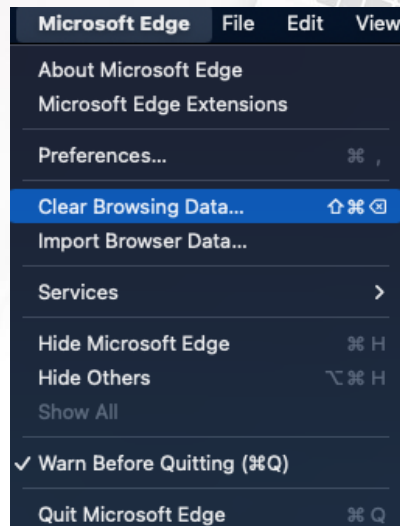 Microsoft Edge File Edit View
About Microsoft Edge
Microsoft Edge Extensions
Preferences... ⌘ ,
Clear Browsing Data... ⇧⌘⌫
Import Browser Data...
Services >
Hide Microsoft Edge ⌘ H
Hide Others ⌥⌘ H
Show All
✓ Warn Before Quitting (⌘Q)
Quit Microsoft Edge ⌘ Q